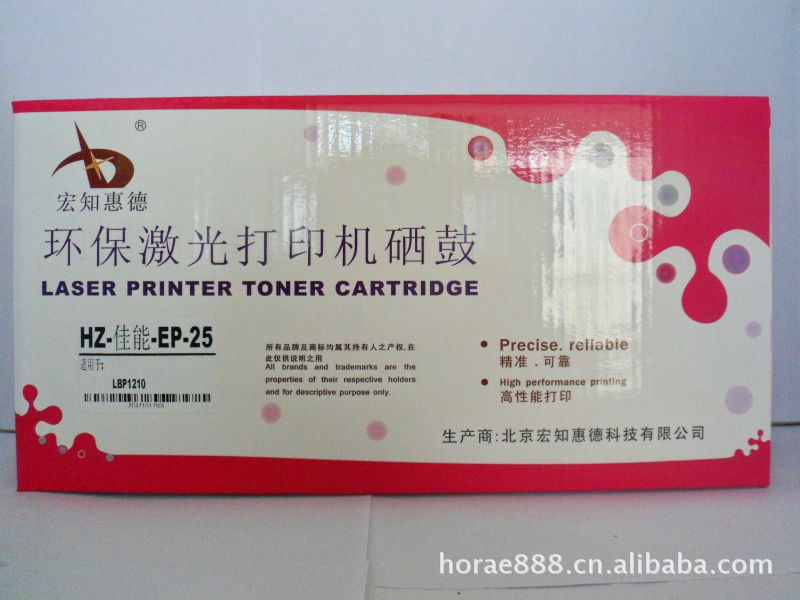 ®
宏知惠德
环保激光打印机硒鼓
LASER PRINTER TONER CARTRIDGE
HZ-佳能-EP-25
适用于:
LBP1210
所有品牌及商标均属其持有人之产权,在
此仅供说明之用
All brands and trademarks are the
properties of their respective holders
and for descriptive purpose only.
Precise. reliable
精准.可靠
High performance printing
高性能打印
生产商:北京宏知惠德科技有限公司
horae888.cn.alibaba.com